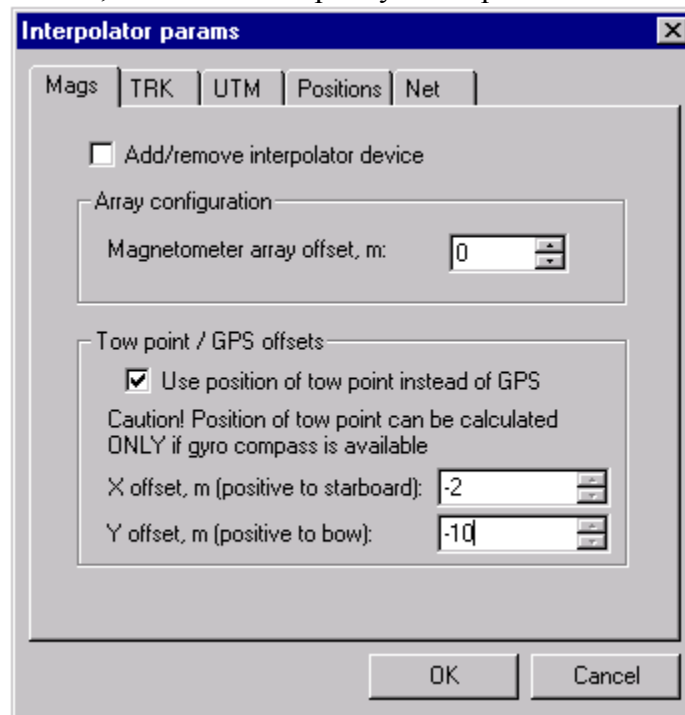 Interpolator params
Mags TRK UTM Positions Net
Add/remove interpolator device
Array configuration
Magnetometer array offset, m: 0
Tow point / GPS offsets
Use position of tow point instead of GPS
Caution! Position of tow point can be calculated
ONLY if gyro compass is available
X offset, m (positive to starboard): -2
Y offset, m (positive to bow): -10
OK Cancel